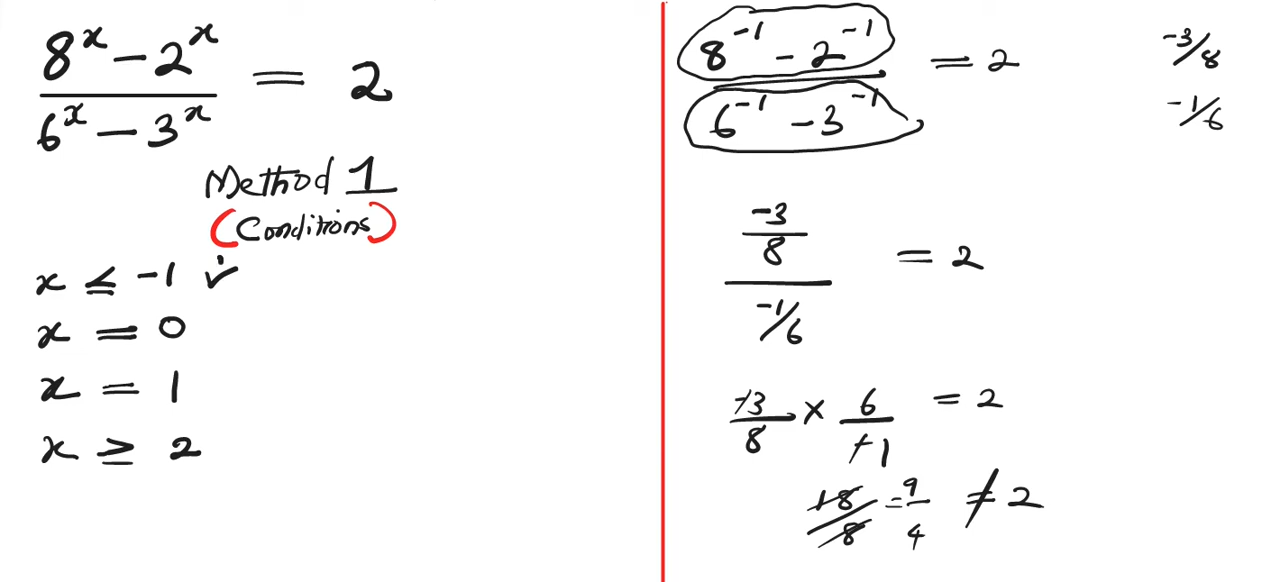 8^x − 2^x / 6^x − 3^x = 2
Method 1
(Conditions)
x ≤ −1 ✓
x = 0
x = 1
x ≥ 2
8^−1 − 2^−1 / 6^−1 − 3^−1 = 2
−3/8
−1/6
−3/8 / −1/6 = 2
−3/8 × 6/−1 = 2
18/8 = 9/4 ≠ 2